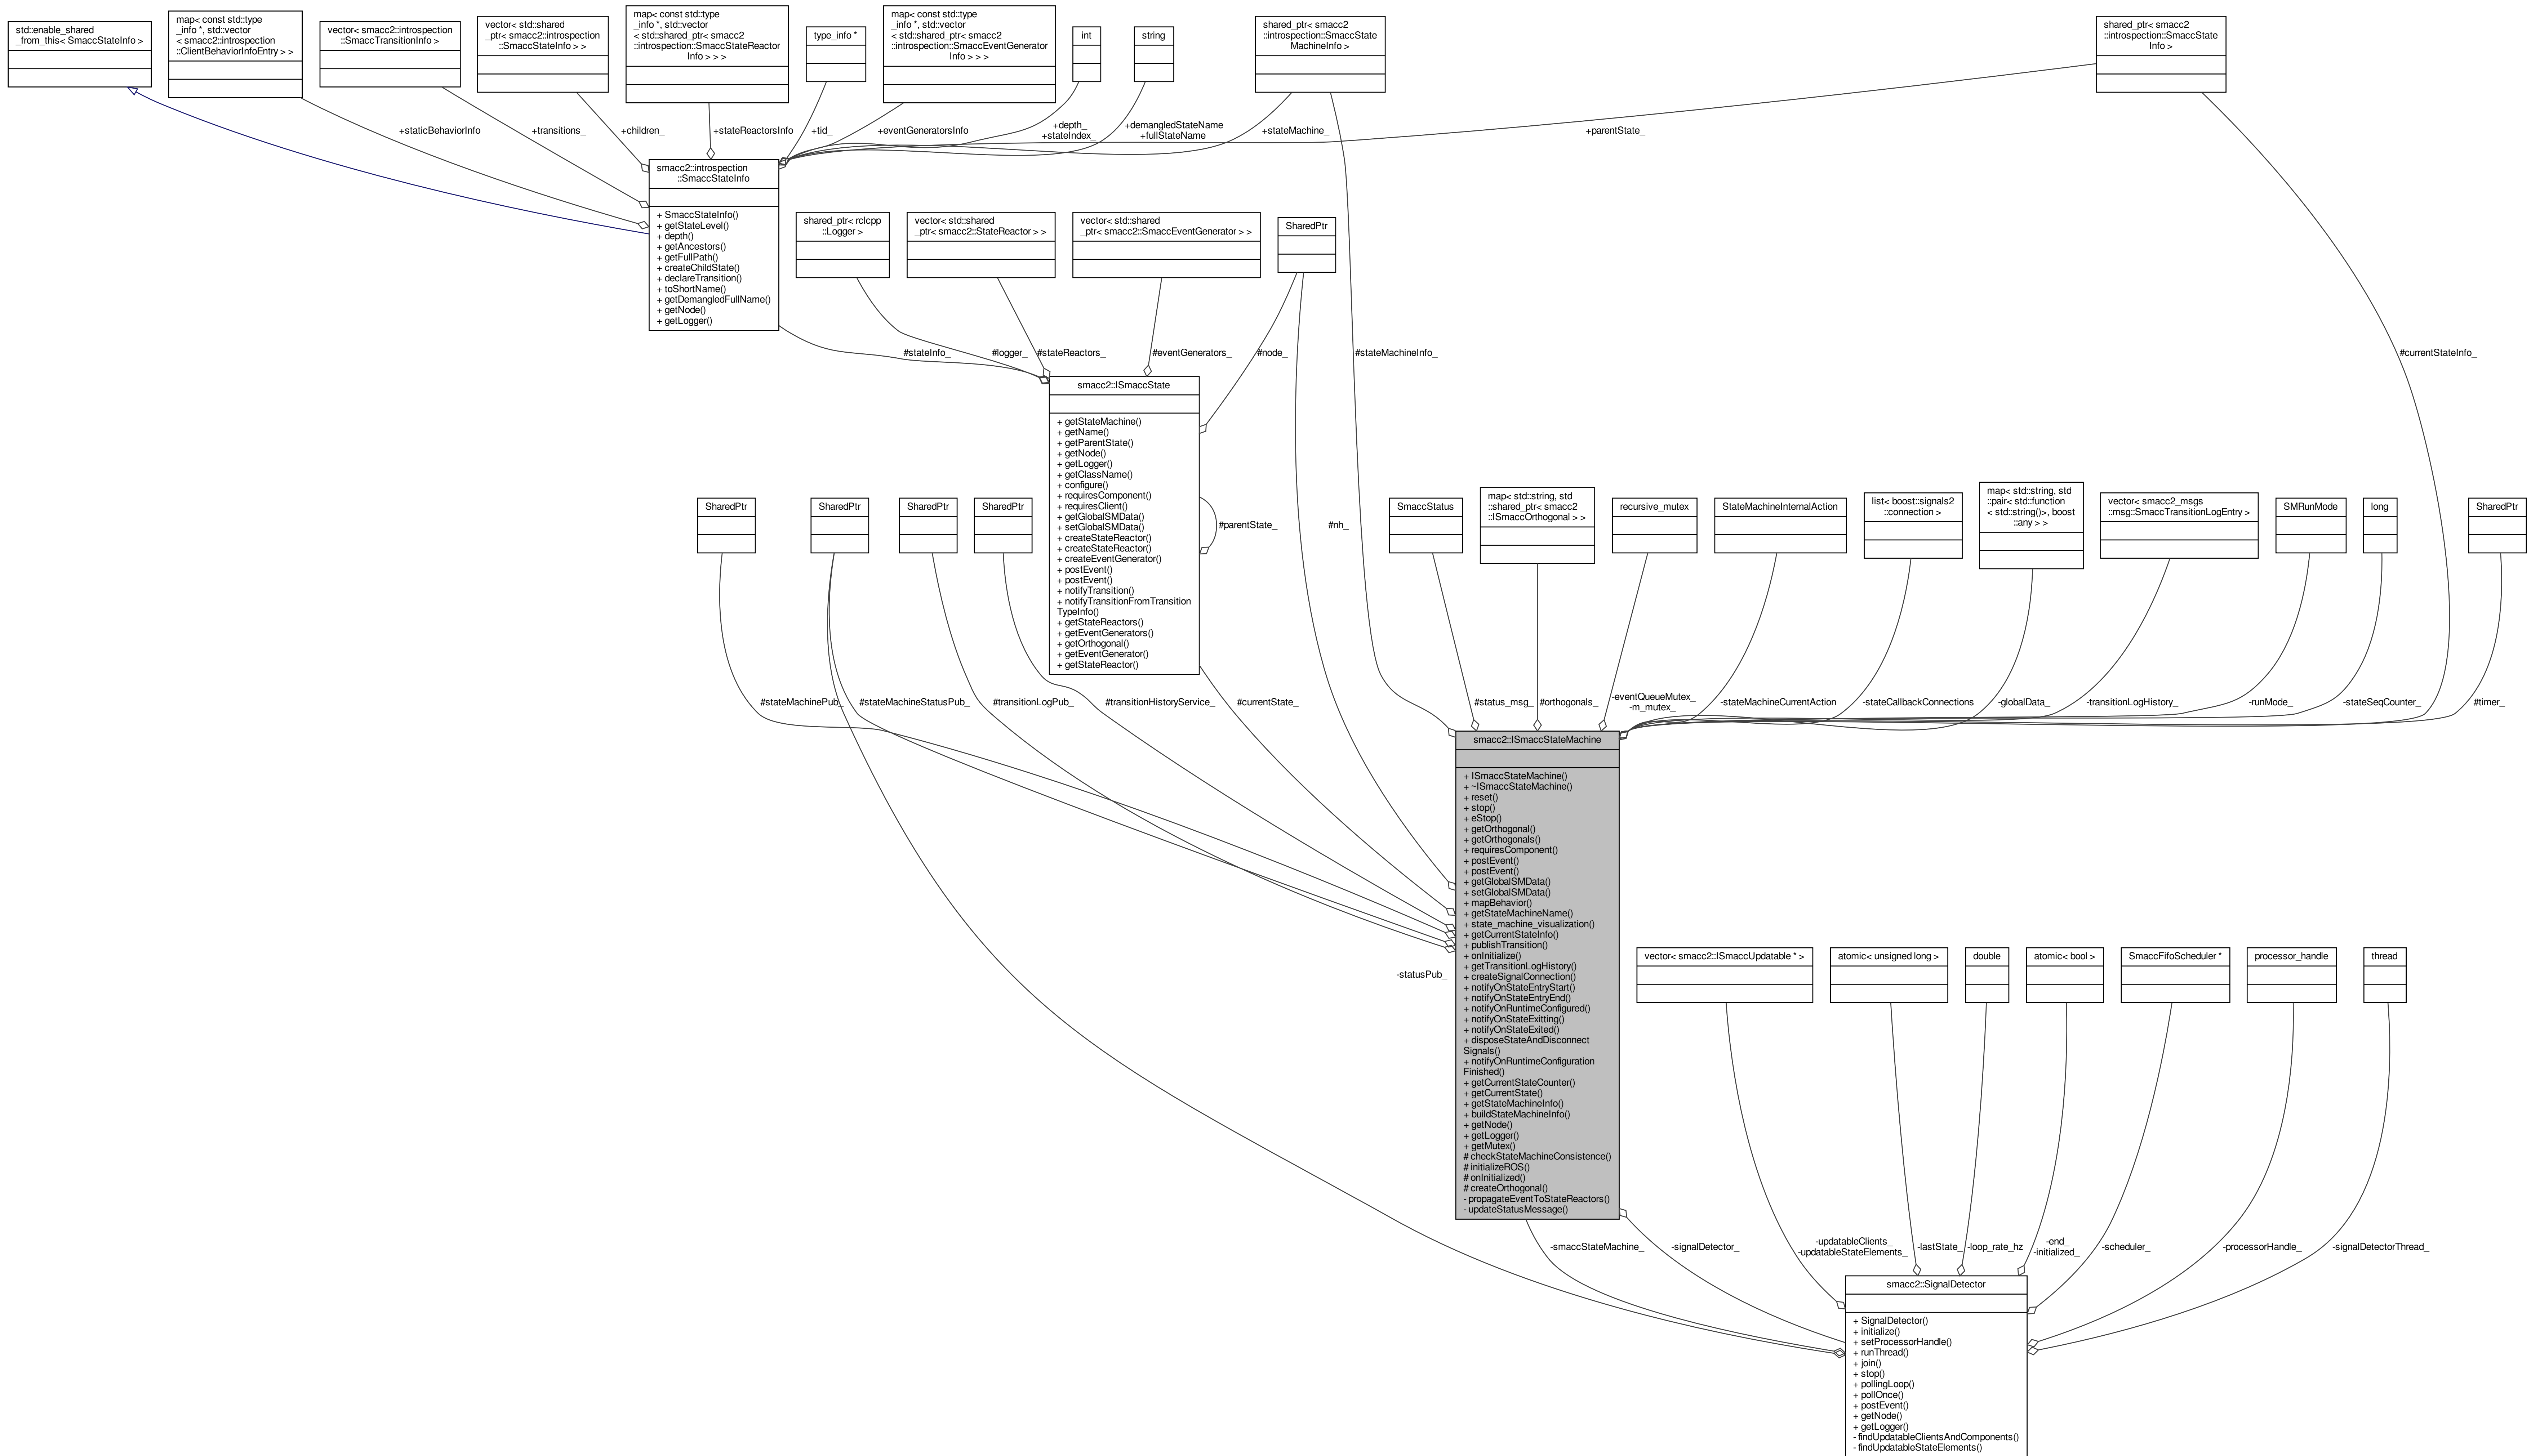 std::enable_shared
_from_this< SmaccStateInfo >
map< const std::type
_info *, std::vector
< smacc2::introspection
::ClientBehaviorInfoEntry > >
vector< smacc2::introspection
::SmaccTransitionInfo >
vector< std::shared
_ptr< smacc2::introspection
::SmaccStateInfo > >
map< const std::type
_info *, std::vector
< std::shared_ptr< smacc2
::introspection::SmaccStateReactor
Info > > >
type_info *
map< const std::type
_info *, std::vector
< std::shared_ptr< smacc2
::introspection::SmaccEventGenerator
Info > > >
int
string
shared_ptr< smacc2
::introspection::SmaccState
MachineInfo >
shared_ptr< smacc2
::introspection::SmaccState
Info >
+staticBehaviorInfo
+transitions_
+children_
+stateReactorsInfo
+tid_
+eventGeneratorsInfo
+depth_
+stateIndex_
+demangledStateName
+fullStateName
+stateMachine_
+parentState_
smacc2::introspection
::SmaccStateInfo
+ SmaccStateInfo()
+ getStateLevel()
+ depth()
+ getAncestors()
+ getFullPath()
+ createChildState()
+ declareTransition()
+ toShortName()
+ getDemangledFullName()
+ getNode()
+ getLogger()
shared_ptr< rclcpp
::Logger >
vector< std::shared
_ptr< smacc2::StateReactor > >
vector< std::shared
_ptr< smacc2::SmaccEventGenerator > >
SharedPtr
#stateInfo_
#logger_
#stateReactors_
#eventGenerators_
#node_
#stateMachineInfo_
#currentStateInfo_
smacc2::ISmaccState
+ getStateMachine()
+ getName()
+ getParentState()
+ getNode()
+ getLogger()
+ getClassName()
+ configure()
+ requiresComponent()
+ requiresClient()
+ getGlobalSMData()
+ setGlobalSMData()
+ createStateReactor()
+ createStateReactor()
+ createEventGenerator()
+ postEvent()
+ postEvent()
+ notifyTransition()
+ notifyTransitionFromTransition
TypeInfo()
+ getStateReactors()
+ getEventGenerators()
+ getOrthogonal()
+ getEventGenerator()
+ getStateReactor()
#parentState_
#nh_
SharedPtr
SharedPtr
SharedPtr
SharedPtr
SmaccStatus
map< std::string, std
::shared_ptr< smacc2
::ISmaccOrthogonal > >
recursive_mutex
StateMachineInternalAction
list< boost::signals2
::connection >
map< std::string, std
::pair< std::function
< std::string()>, boost
::any > >
vector< smacc2_msgs
::msg::SmaccTransitionLogEntry >
SMRunMode
long
SharedPtr
#stateMachinePub_
#stateMachineStatusPub_
#transitionLogPub_
#transitionHistoryService_
#currentState_
#status_msg_
#orthogonals_
-eventQueueMutex_
-m_mutex_
-stateMachineCurrentAction
-stateCallbackConnections
-globalData_
-transitionLogHistory_
-runMode_
-stateSeqCounter_
#timer_
smacc2::ISmaccStateMachine
+ ISmaccStateMachine()
+ ~ISmaccStateMachine()
+ reset()
+ stop()
+ eStop()
+ getOrthogonal()
+ getOrthogonals()
+ requiresComponent()
+ postEvent()
+ postEvent()
+ getGlobalSMData()
+ setGlobalSMData()
+ mapBehavior()
+ getStateMachineName()
+ state_machine_visualization()
+ getCurrentStateInfo()
+ publishTransition()
+ onInitialize()
+ getTransitionLogHistory()
+ createSignalConnection()
+ notifyOnStateEntryStart()
+ notifyOnStateEntryEnd()
+ notifyOnRuntimeConfigured()
+ notifyOnStateExitting()
+ notifyOnStateExited()
+ disposeStateAndDisconnect
Signals()
+ notifyOnRuntimeConfiguration
Finished()
+ getCurrentStateCounter()
+ getCurrentState()
+ getStateMachineInfo()
+ buildStateMachineInfo()
+ getNode()
+ getLogger()
+ getMutex()
# checkStateMachineConsistence()
# initializeROS()
# onInitialized()
# createOrthogonal()
- propagateEventToStateReactors()
- updateStatusMessage()
-statusPub_
vector< smacc2::ISmaccUpdatable * >
atomic< unsigned long >
double
atomic< bool >
SmaccFifoScheduler *
processor_handle
thread
-smaccStateMachine_
-signalDetector_
-updatableClients_
-updatableStateElements_
-lastState_
-loop_rate_hz
-end_
-initialized_
-scheduler_
-processorHandle_
-signalDetectorThread_
smacc2::SignalDetector
+ SignalDetector()
+ initialize()
+ setProcessorHandle()
+ runThread()
+ join()
+ stop()
+ pollingLoop()
+ pollOnce()
+ postEvent()
+ getNode()
+ getLogger()
- findUpdatableClientsAndComponents()
- findUpdatableStateElements()